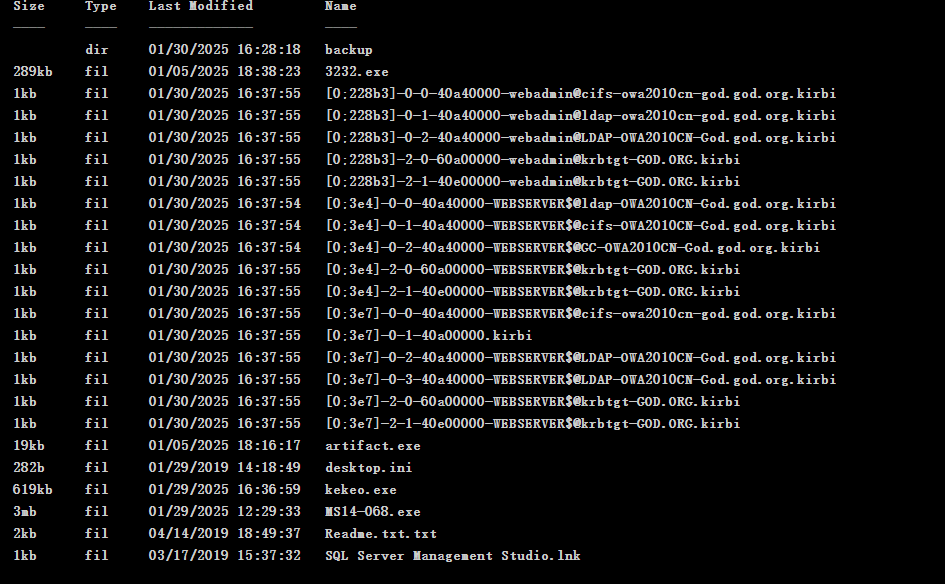 Size Type Last Modified Name
---- ---- ------------- ----
dir 01/30/2025 16:28:18 backup
289kb fil 01/05/2025 18:38:23 3232.exe
1kb fil 01/30/2025 16:37:55 [0;228b3]-0-0-40a40000-webadmin@cifs-owa2010cn-god.god.org.kirbi
1kb fil 01/30/2025 16:37:55 [0;228b3]-0-1-40a40000-webadmin@ldap-owa2010cn-god.god.org.kirbi
1kb fil 01/30/2025 16:37:55 [0;228b3]-0-2-40a40000-webadmin@LDAP-OWA2010CN-God.god.org.kirbi
1kb fil 01/30/2025 16:37:55 [0;228b3]-2-0-60a00000-webadmin@krbtgt-GOD.ORG.kirbi
1kb fil 01/30/2025 16:37:55 [0;228b3]-2-1-40e00000-webadmin@krbtgt-GOD.ORG.kirbi
1kb fil 01/30/2025 16:37:54 [0;3e4]-0-0-40a40000-WEBSERVER$@ldap-OWA2010CN-God.god.org.kirbi
1kb fil 01/30/2025 16:37:54 [0;3e4]-0-1-40a40000-WEBSERVER$@cifs-OWA2010CN-God.god.org.kirbi
1kb fil 01/30/2025 16:37:54 [0;3e4]-0-2-40a40000-WEBSERVER$@GC-OWA2010CN-God.god.org.kirbi
1kb fil 01/30/2025 16:37:55 [0;3e4]-2-0-60a00000-WEBSERVER$@krbtgt-GOD.ORG.kirbi
1kb fil 01/30/2025 16:37:55 [0;3e4]-2-1-40e00000-WEBSERVER$@krbtgt-GOD.ORG.kirbi
1kb fil 01/30/2025 16:37:55 [0;3e7]-0-0-40a40000-WEBSERVER$@cifs-owa2010cn-god.god.org.kirbi
1kb fil 01/30/2025 16:37:55 [0;3e7]-0-1-40a00000.kirbi
1kb fil 01/30/2025 16:37:55 [0;3e7]-0-2-40a40000-WEBSERVER$@LDAP-OWA2010CN-God.god.org.kirbi
1kb fil 01/30/2025 16:37:55 [0;3e7]-0-3-40a40000-WEBSERVER$@LDAP-OWA2010CN-God.god.org.kirbi
1kb fil 01/30/2025 16:37:55 [0;3e7]-2-0-60a00000-WEBSERVER$@krbtgt-GOD.ORG.kirbi
1kb fil 01/30/2025 16:37:55 [0;3e7]-2-1-40e00000-WEBSERVER$@krbtgt-GOD.ORG.kirbi
19kb fil 01/05/2025 18:16:17 artifact.exe
282b fil 01/29/2019 14:18:49 desktop.ini
619kb fil 01/29/2025 16:36:59 kekeo.exe
3mb fil 01/29/2025 12:29:33 MS14-068.exe
2kb fil 04/14/2019 18:49:37 Readme.txt.txt
1kb fil 03/17/2019 15:37:32 SQL Server Management Studio.lnk